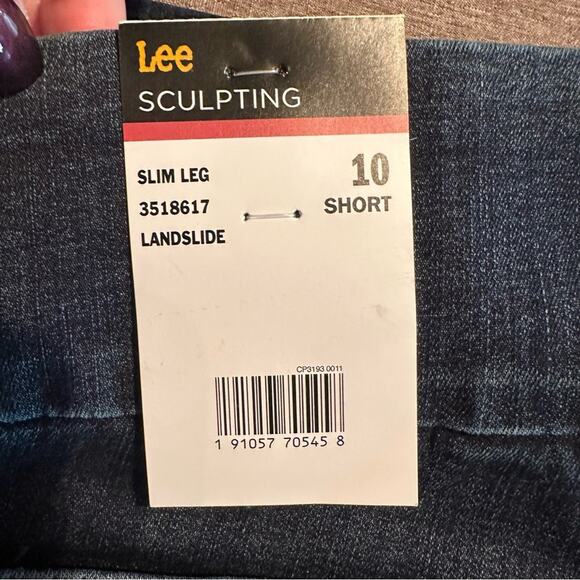 Lee
SCULPTING
SLIM LEG
10
3518617
SHORT
LANDSLIDE
CP3193 0011
1 91057 70545 8